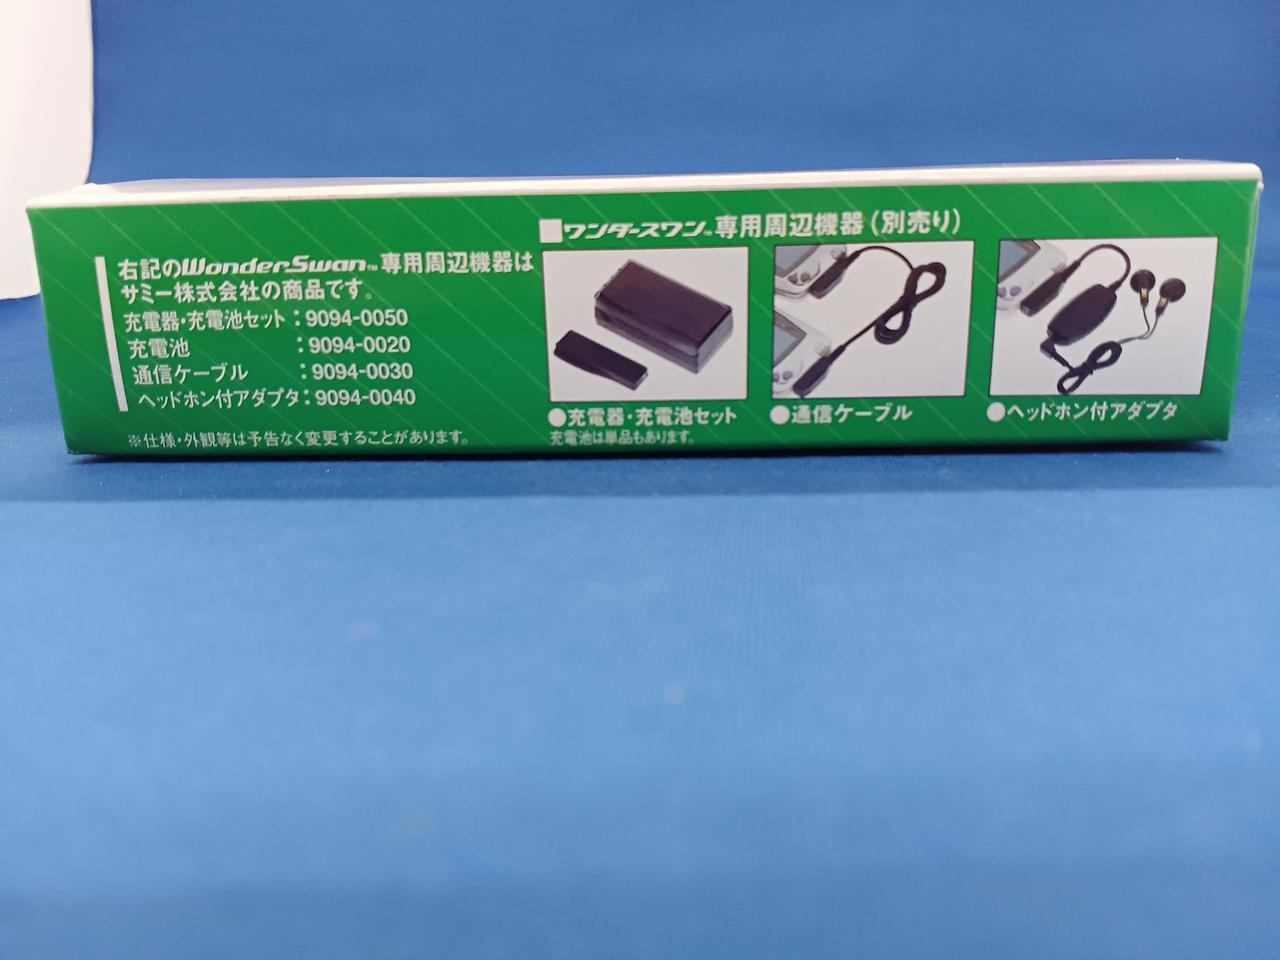 右記のWonderSwan™専用周辺機器は
サミー株式会社の商品です。
充電器・充電池セット：9094-0050
充電池：9094-0020
通信ケーブル：9094-0030
ヘッドホン付アダプタ：9094-0040
※仕様・外観等は予告なく変更することがあります。
■ワンダースワン™専用周辺機器（別売り）
●充電器・充電池セット
充電池は単品もあります。
●通信ケーブル
●ヘッドホン付アダプタ